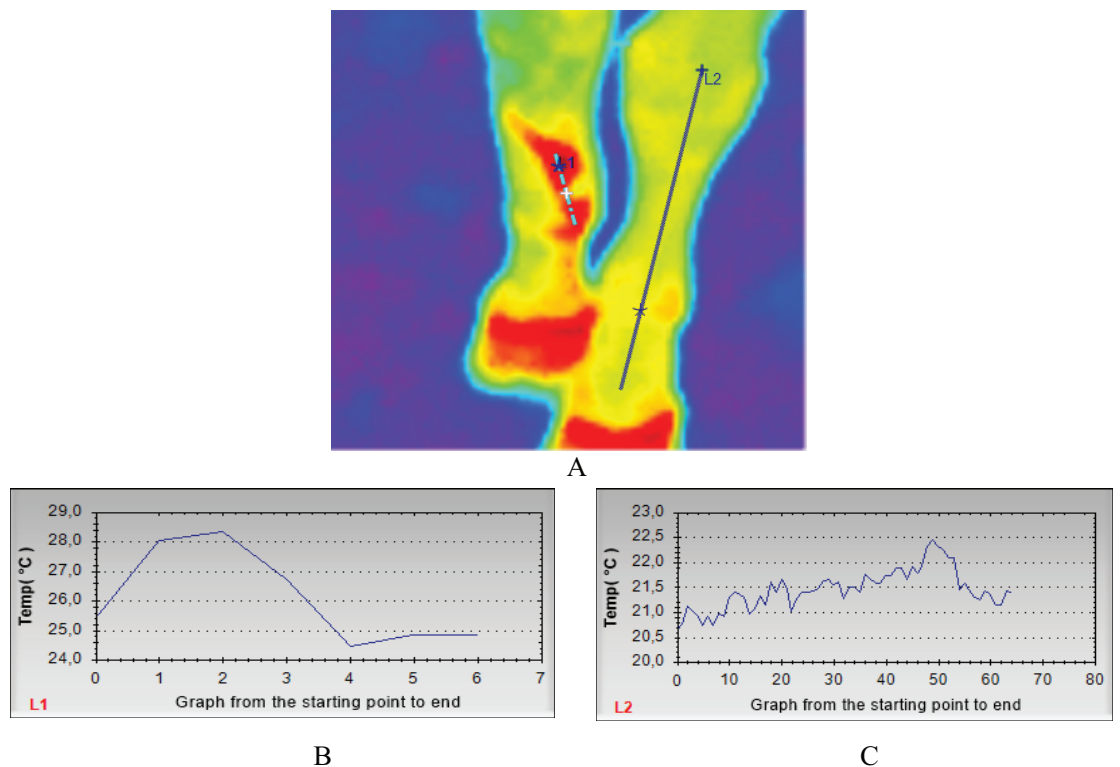 L2
1
A
29,0
28,0
27,0
26,0
25,0
24,0
Temp( °C )
0 1 2 3 4 5 6 7
Graph from the starting point to end
L1
23,0
22,5
22,0
21,5
21,0
20,5
20,0
Temp( °C )
0 10 20 30 40 50 60 70 80
Graph from the starting point to end
L2
B
C